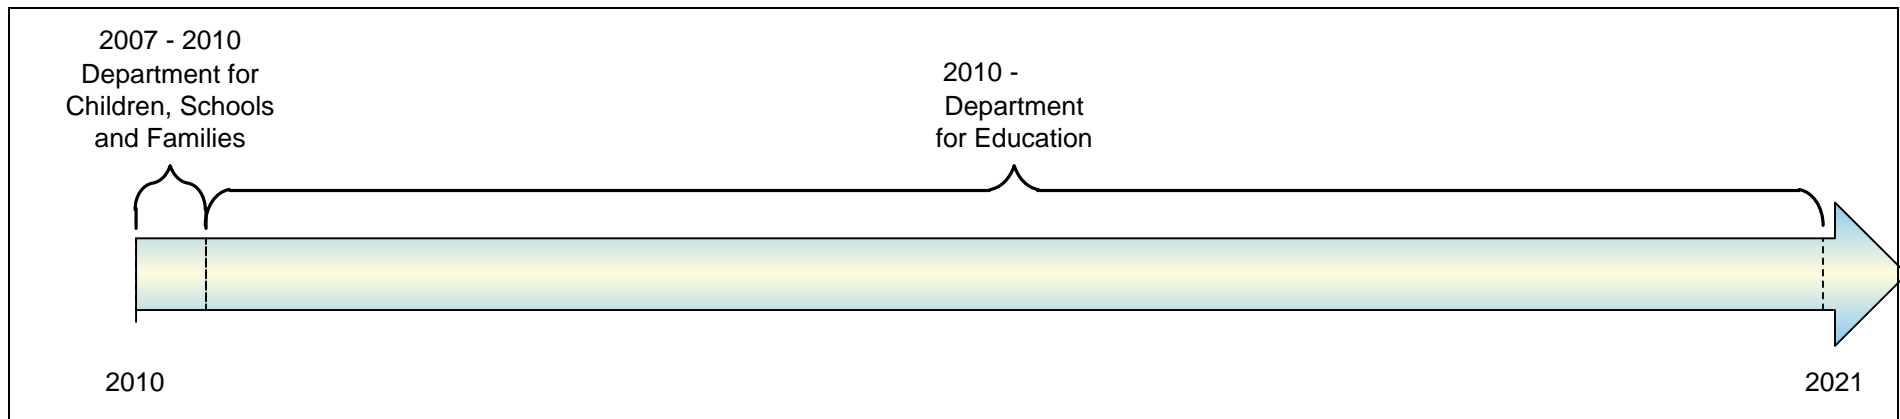 2007 - 2010
Department for
Children, Schools
and Families
2010 -
Department
for Education
2010
2021